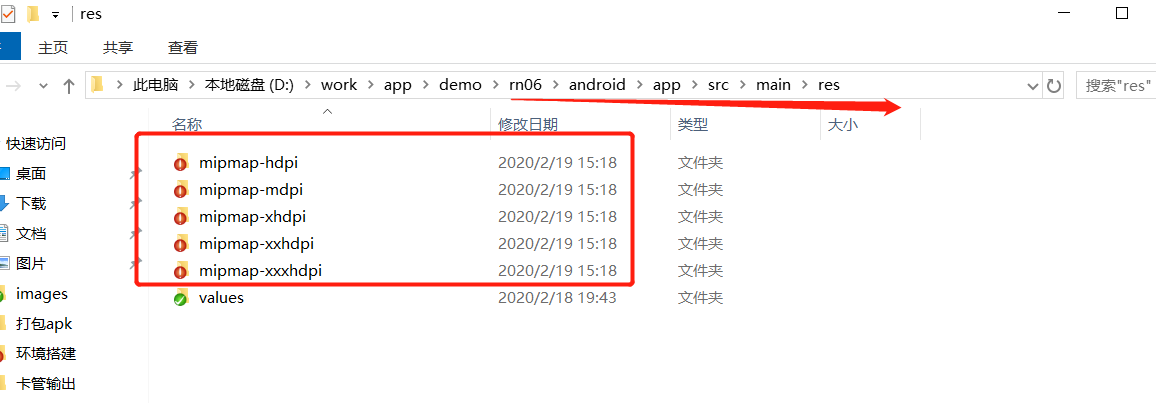 res
主页 共享 查看
此电脑 > 本地磁盘 (D:) > work > app > demo > rn06 > android > app > src > main > res 搜索"res"
名称 修改日期 类型 大小
快速访问
桌面
下载
文档
图片
images
打包apk
环境搭建
卡管输出
mipmap-hdpi 2020/2/19 15:18 文件夹
mipmap-mdpi 2020/2/19 15:18 文件夹
mipmap-xhdpi 2020/2/19 15:18 文件夹
mipmap-xxhdpi 2020/2/19 15:18 文件夹
mipmap-xxxhdpi 2020/2/19 15:18 文件夹
values 2020/2/18 19:43 文件夹